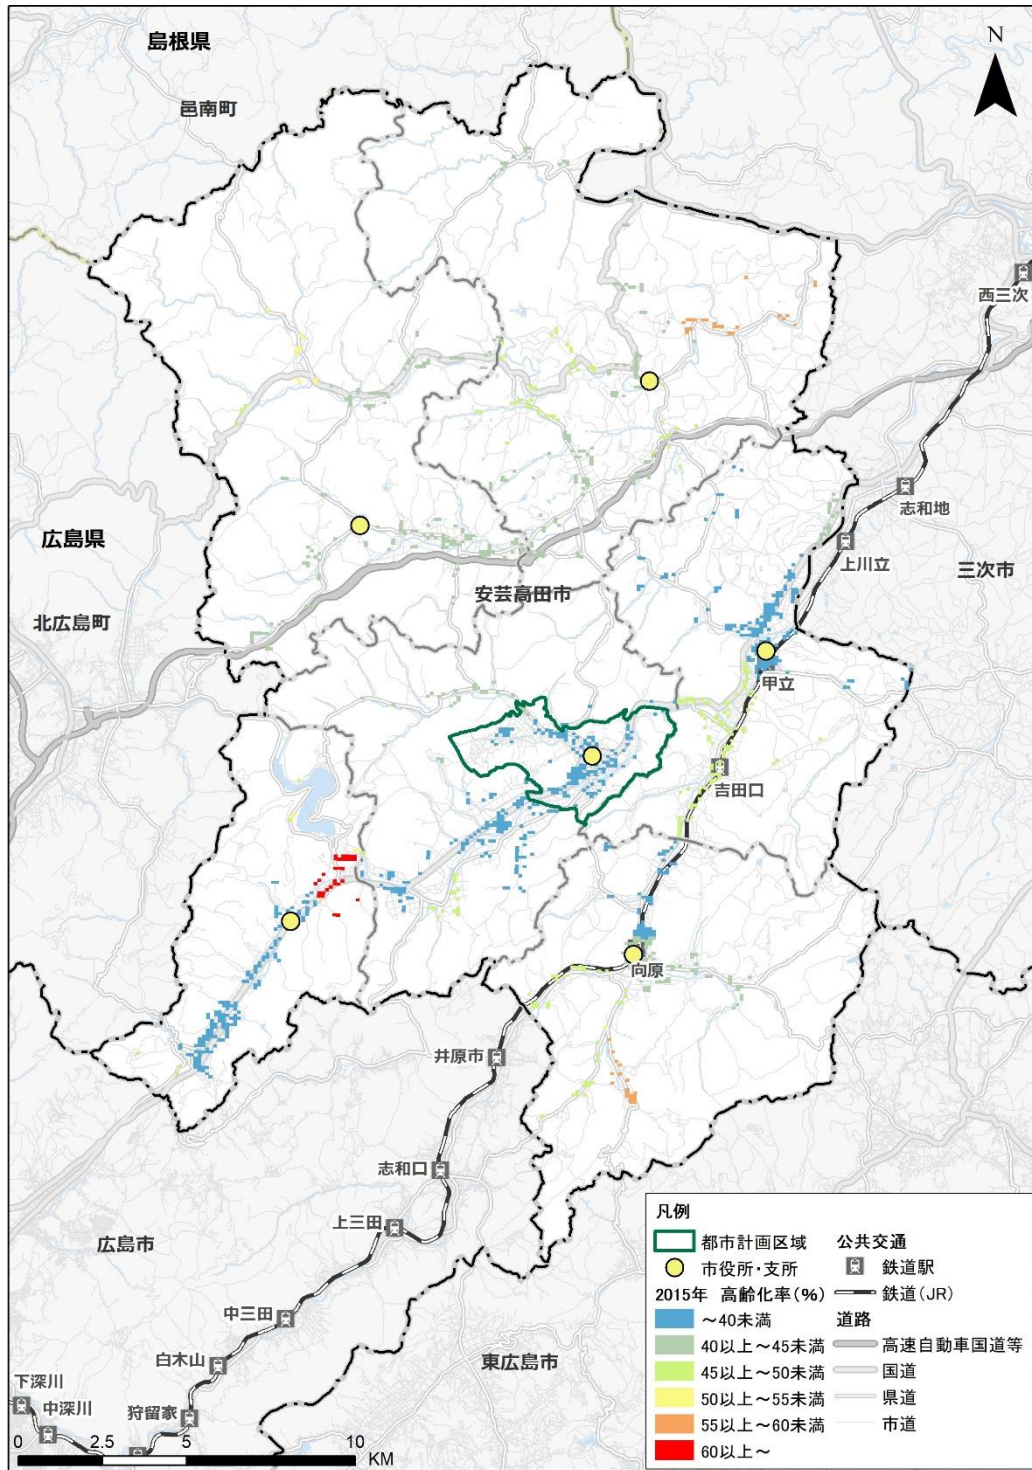 島根県
N
邑南町
西三次
志和地
広島県
上川立
三次市
安芸高田市
北広島町
甲立
吉田口
向原
井原市
志和口
上三田
広島市
中三田
白木山
東広島市
下深川
中深川
狩留家
0 2.5 5 10
KM
凡例
都市計画区域
市役所・支所
2015年 高齢化率(%)
～40未満
40以上～45未満
45以上～50未満
50以上～55未満
55以上～60未満
60以上～
公共交通
鉄道駅
鉄道(JR)
道路
高速自動車国道等
国道
県道
市道